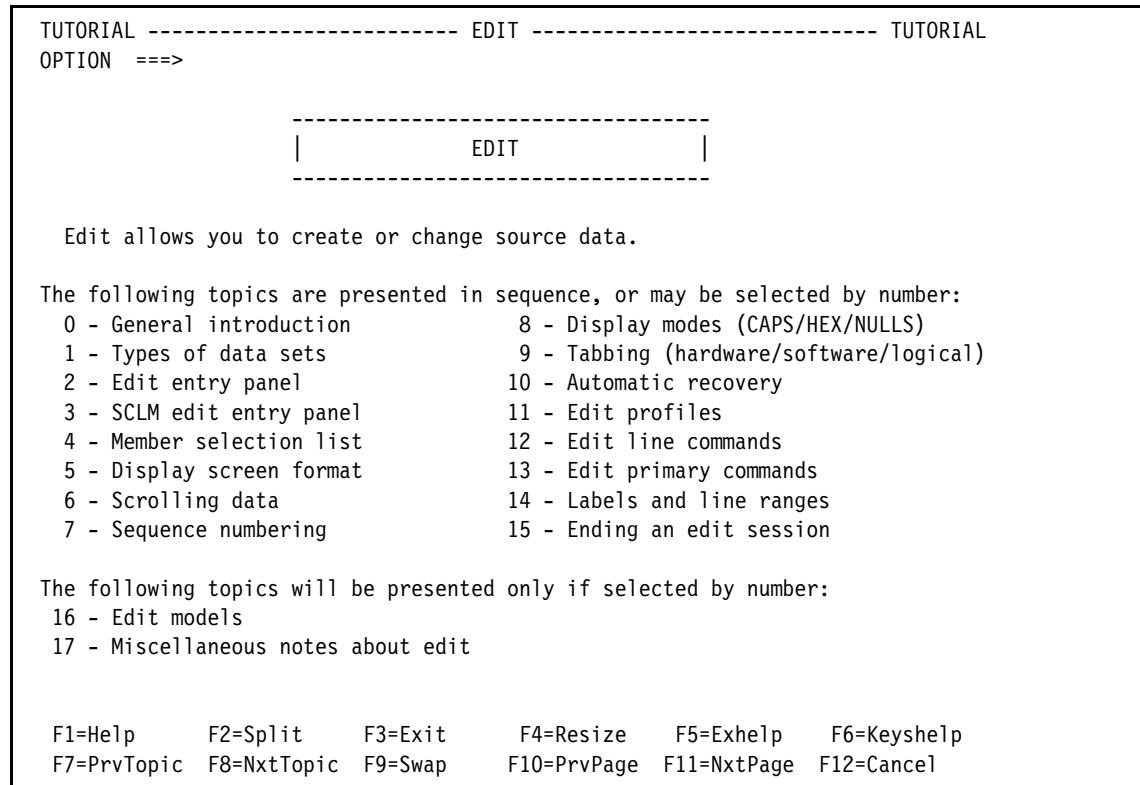 TUTORIAL -------------------------- EDIT ----------------------------- TUTORIAL
OPTION  ===>
-----------------------------------
|              EDIT               |
-----------------------------------
Edit allows you to create or change source data.
The following topics are presented in sequence, or may be selected by number:
0 - General introduction              8 - Display modes (CAPS/HEX/NULLS)
1 - Types of data sets                9 - Tabbing (hardware/software/logical)
2 - Edit entry panel                 10 - Automatic recovery
3 - SCLM edit entry panel            11 - Edit profiles
4 - Member selection list            12 - Edit line commands
5 - Display screen format            13 - Edit primary commands
6 - Scrolling data                   14 - Labels and line ranges
7 - Sequence numbering               15 - Ending an edit session
The following topics will be presented only if selected by number:
16 - Edit models
17 - Miscellaneous notes about edit
F1=Help      F2=Split     F3=Exit      F4=Resize    F5=Exhelp    F6=Keyshelp
F7=PrvTopic  F8=NxtTopic  F9=Swap     F10=PrvPage  F11=NxtPage  F12=Cancel